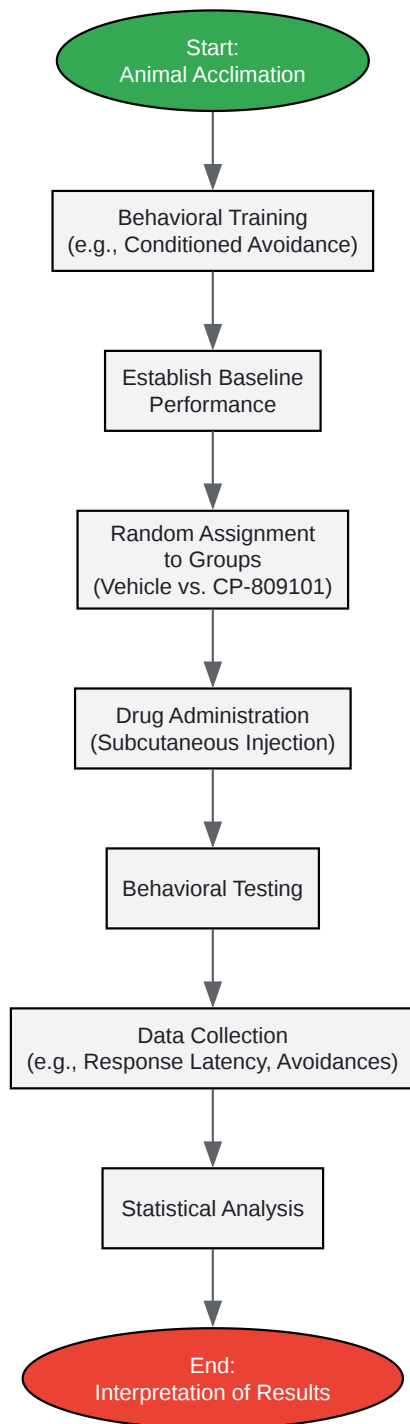 Start:
Animal Acclimation
Behavioral Training
(e.g., Conditioned Avoidance)
Establish Baseline
Performance
Random Assignment
to Groups
(Vehicle vs. CP-809101)
Drug Administration
(Subcutaneous Injection)
Behavioral Testing
Data Collection
(e.g., Response Latency, Avoidances)
Statistical Analysis
End:
Interpretation of Results